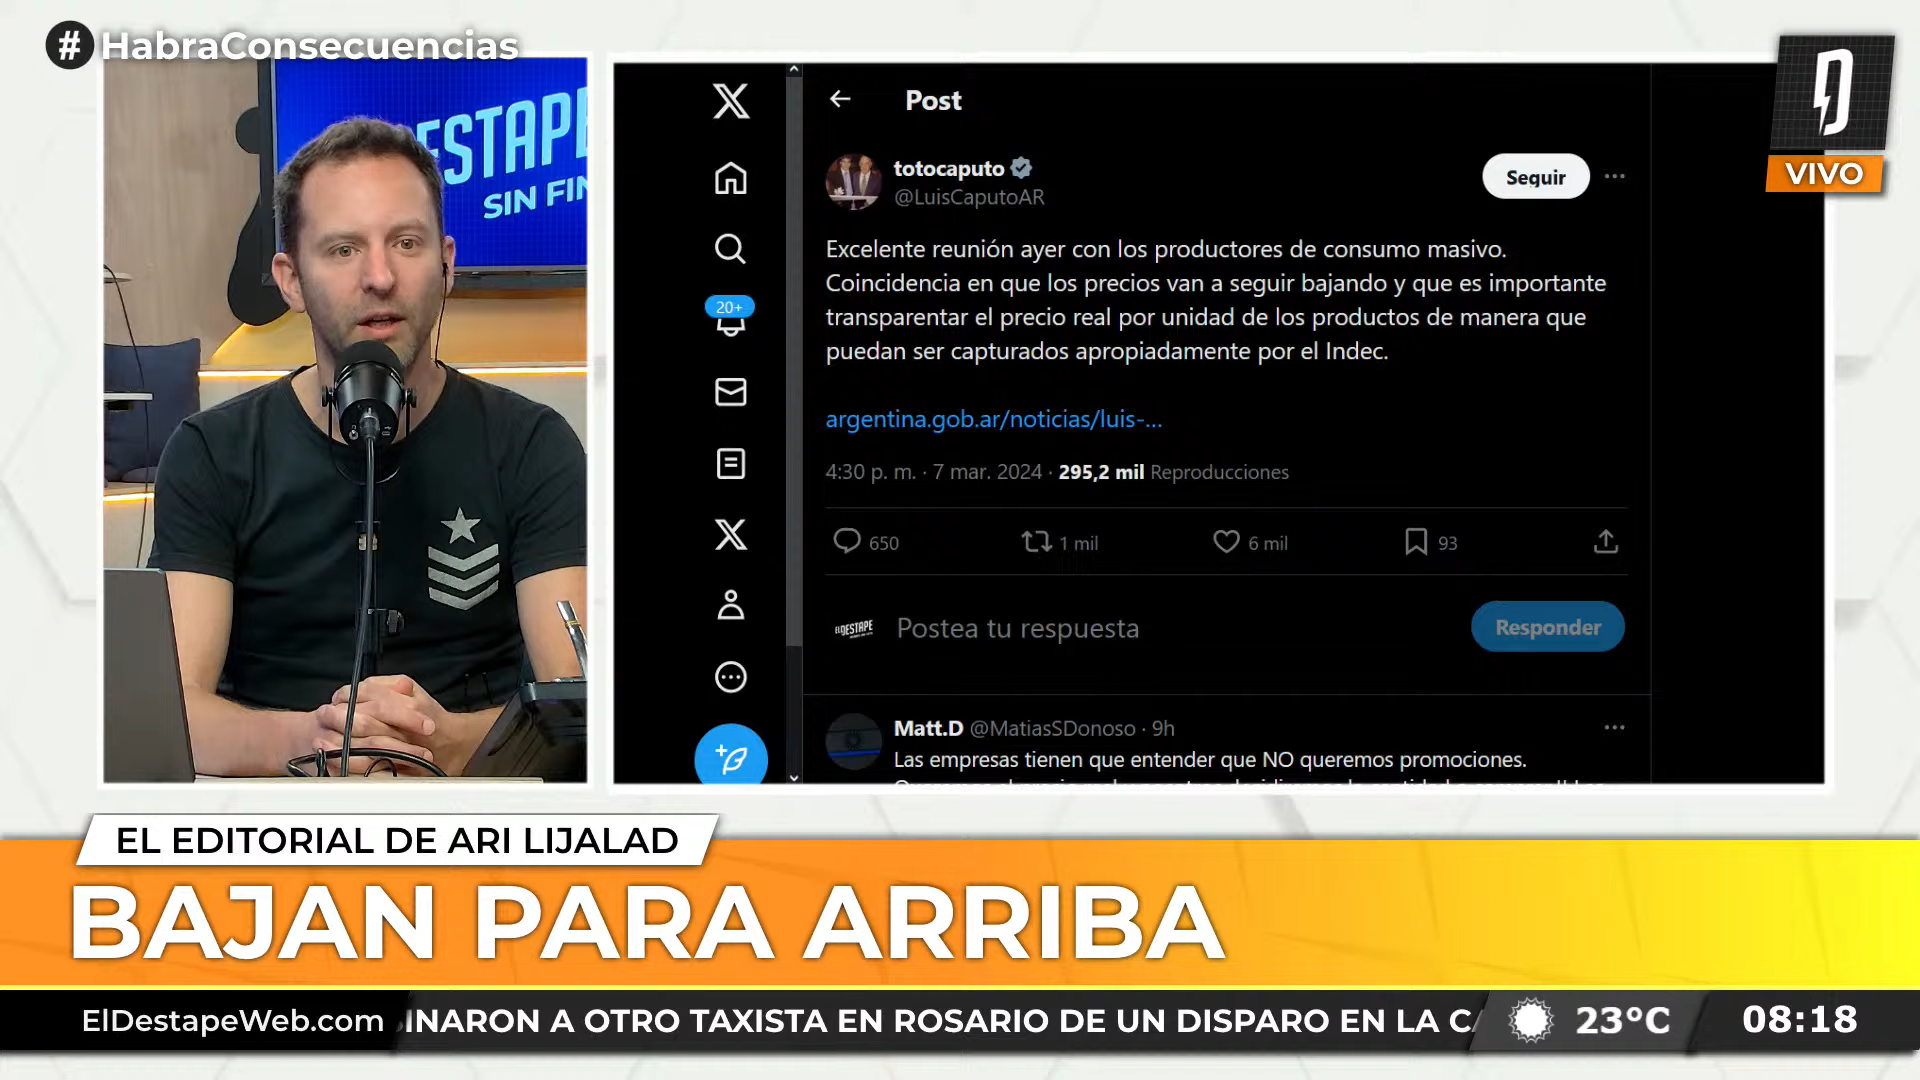 #HabraConsecuencias
ESTAPE
SIN FIN
VIVO
Post
totocaputo
@LuisCaputoAR
Seguir
Excelente reunión ayer con los productores de consumo masivo.
Coincidencia en que los precios van a seguir bajando y que es importante
transparentar el precio real por unidad de los productos de manera que
puedan ser capturados apropiadamente por el Indec.
argentina.gob.ar/noticias/luis-...
4:30 p. m. · 7 mar. 2024 · 295,2 mil Reproducciones
650 1 mil 6 mil 93
20+
EL DESTAPE
Postea tu respuesta
Responder
Matt.D @MatiasSDonoso · 9h
Las empresas tienen que entender que NO queremos promociones.
EL EDITORIAL DE ARI LIJALAD
BAJAN PARA ARRIBA
ElDestapeWeb.com
INARON A OTRO TAXISTA EN ROSARIO DE UN DISPARO EN LA CA
23°C
08:18